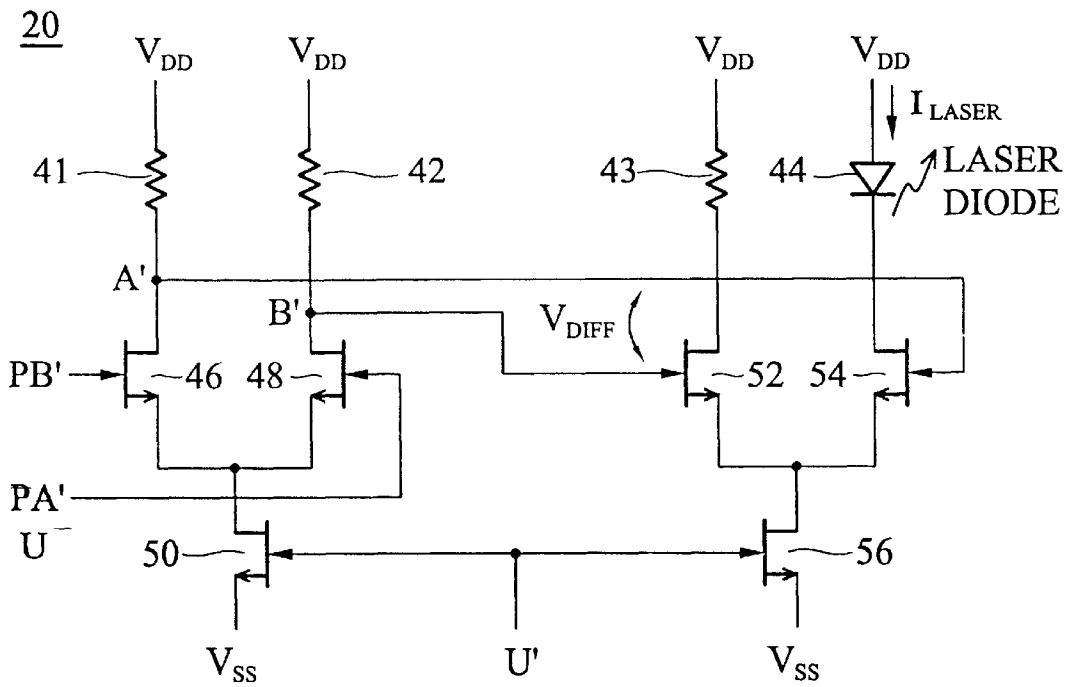 20
V_DD V_DD V_DD V_DD
I_LASER
41 42 43 44 LASER
DIODE
A'
B' V_DIFF
PB' 46 48 52 54
PA'
U
50 56
V_SS U' V_SS